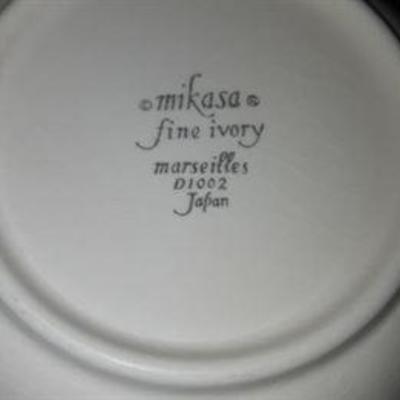 © mikasa ®
fine ivory
marseilles
D1002
Japan